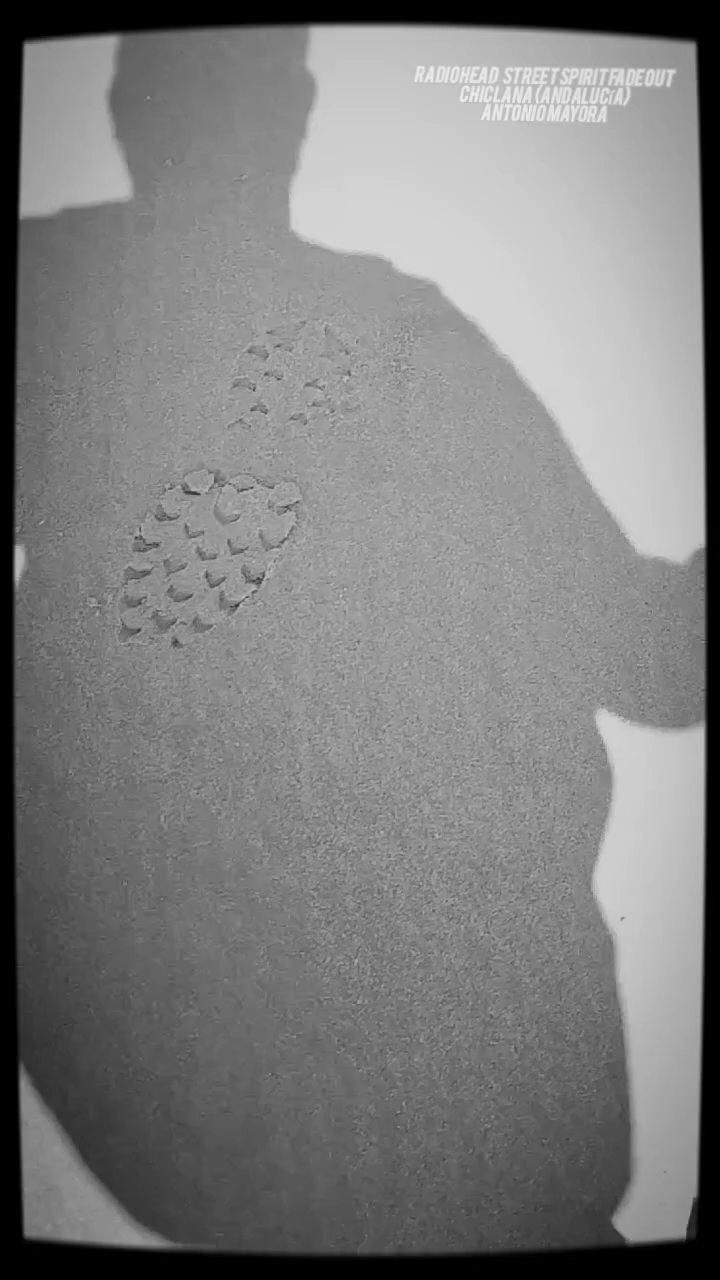 RADIOHEAD STREET SPIRIT FADE OUT
CHICLANA (ANDALUCíA)
ANTONIO MAYORA